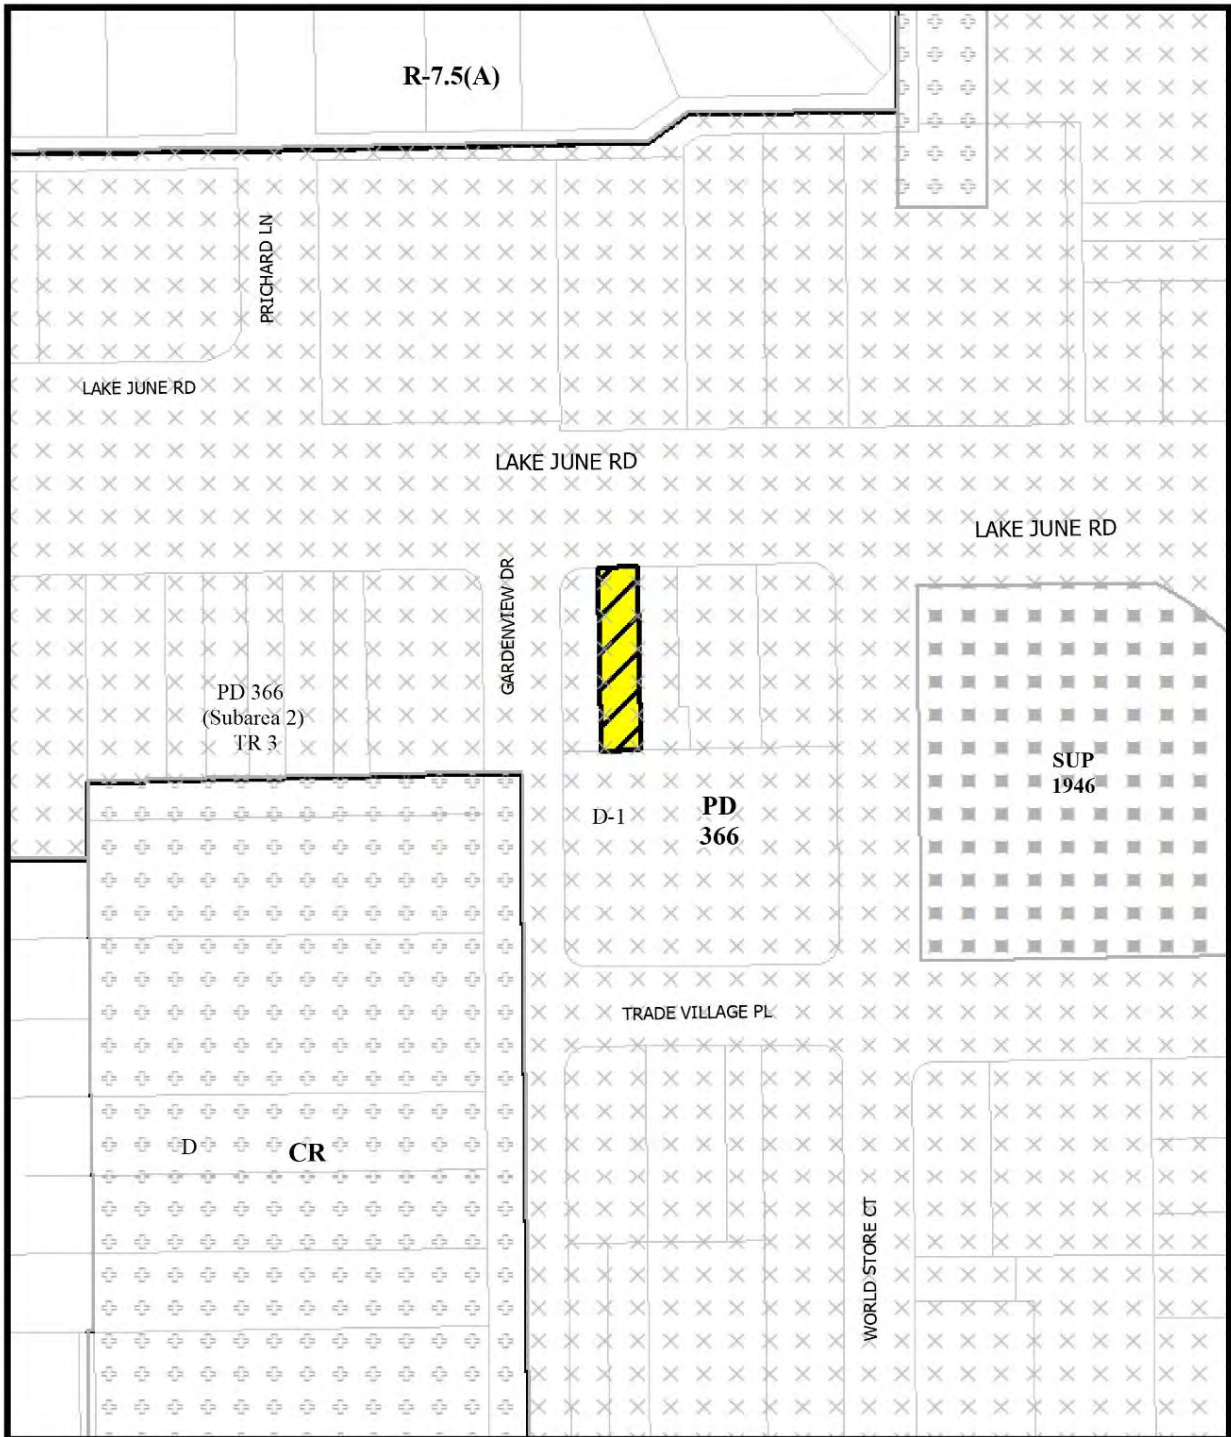 R-7.5(A)
PRICHARD LN
LAKE JUNE RD
LAKE JUNE RD
LAKE JUNE RD
GARDENVIEW DR
PD 366
(Subarea 2)
TR 3
SUP
1946
D-1
PD
366
TRADE VILLAGE PL
D
CR
WORLD STORE CT